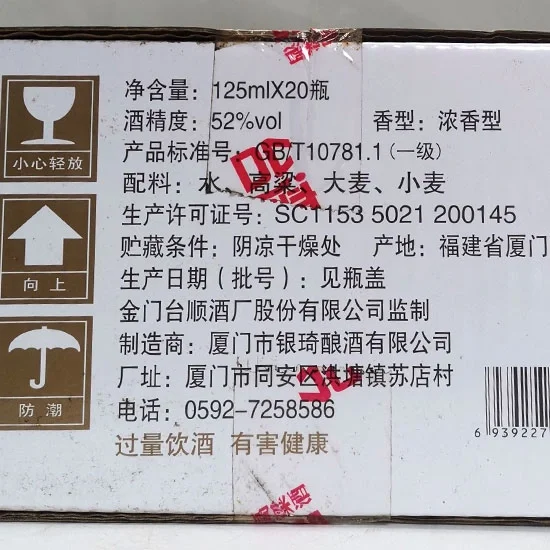 净含量：125mlX20瓶
酒精度：52%vol 香型：浓香型
产品标准号：GB/T10781.1（一级）
配料：水、高粱、大麦、小麦
生产许可证号：SC1153 5021 200145
贮藏条件：阴凉干燥处 产地：福建省厦门
生产日期（批号）：见瓶盖
金门台顺酒厂股份有限公司监制
制造商：厦门市银琦酿酒有限公司
厂址：厦门市同安区洪塘镇苏店村
电话：0592-7258586
过量饮酒 有害健康
小心轻放
向上
防潮
6 939227